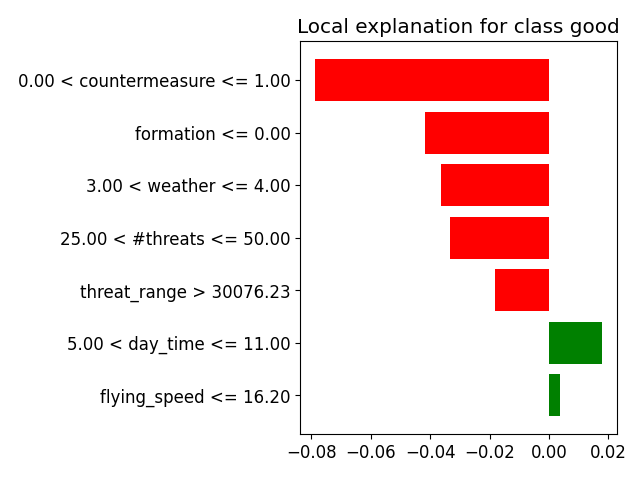 Local explanation for class good
0.00 < countermeasure <= 1.00
formation <= 0.00
3.00 < weather <= 4.00
25.00 < #threats <= 50.00
threat_range > 30076.23
5.00 < day_time <= 11.00
flying_speed <= 16.20
−0.08 −0.06 −0.04 −0.02 0.00 0.02